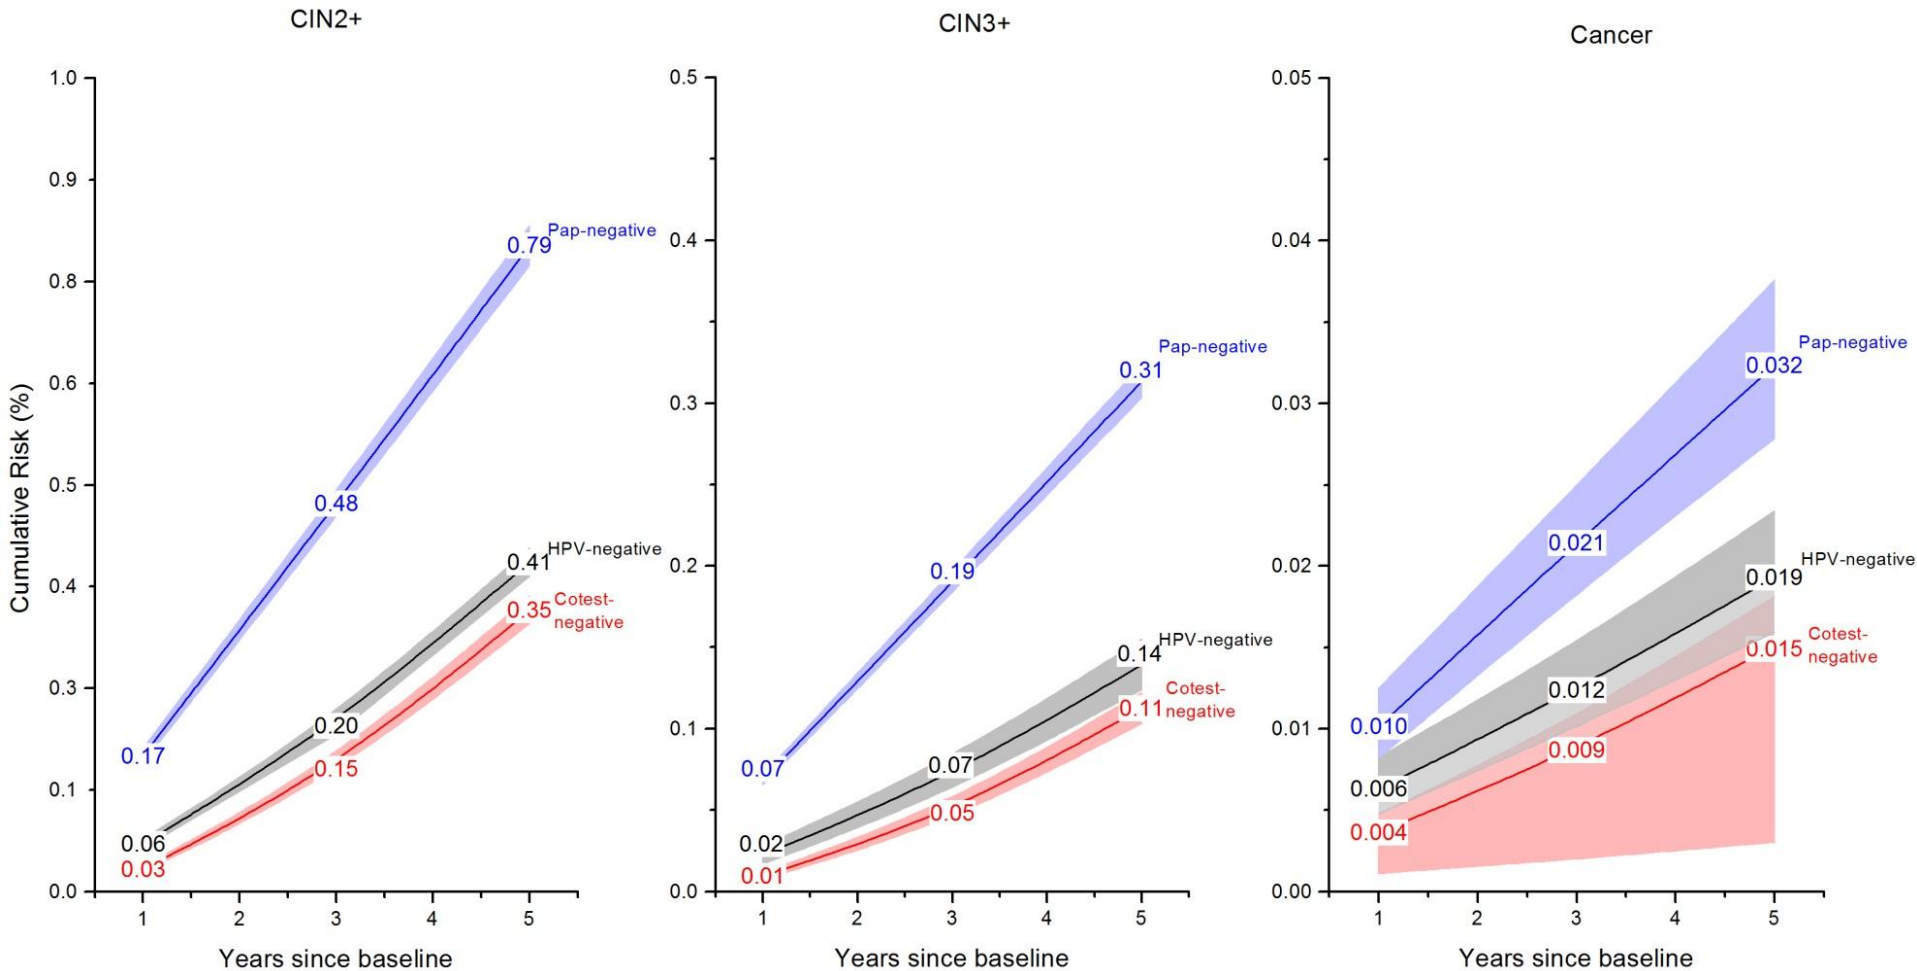 CIN2+
1.0
0.9
0.8
0.6
0.5
0.4
0.3
0.1
0.0
Cumulative Risk (%)
Pap-negative
0.79
0.48
0.17
HPV-negative
0.41
0.20
0.06
Cotest-
negative
0.35
0.15
0.03
1 2 3 4 5
Years since baseline
CIN3+
0.5
0.4
0.3
0.2
0.1
0.0
Pap-negative
0.31
0.19
0.07
HPV-negative
0.14
0.07
0.02
Cotest-
negative
0.11
0.05
0.01
1 2 3 4 5
Years since baseline
Cancer
0.05
0.04
0.03
0.02
0.01
0.00
Pap-negative
0.032
0.021
0.010
HPV-negative
0.019
0.012
0.006
Cotest-
negative
0.015
0.009
0.004
1 2 3 4 5
Years since baseline